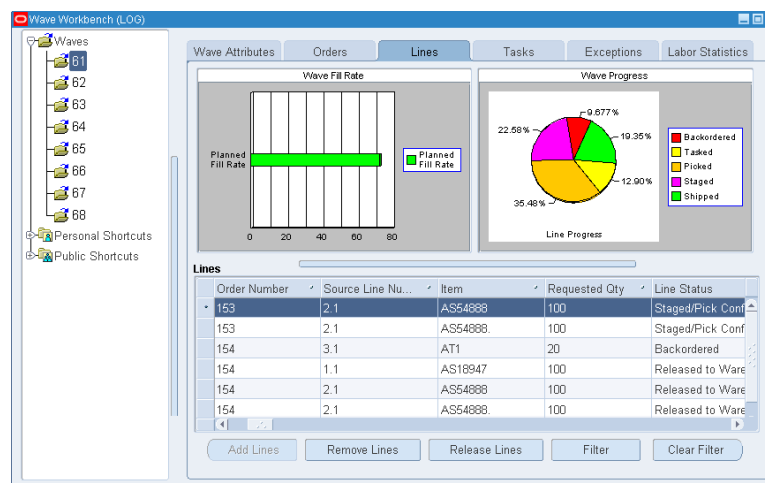 Wave Workbench (LOG)
Waves
61
62
63
64
65
66
67
68
Personal Shortcuts
Public Shortcuts
Wave Attributes Orders Lines Tasks Exceptions Labor Statistics
Wave Fill Rate
Planned
Fill Rate
0 20 40 60 80
Planned
Fill Rate
Wave Progress
9.677%
19.35%
12.90%
35.48%
22.58%
Line Progress
Backordered
Tasked
Picked
Staged
Shipped
Lines
Order Number Source Line Nu... Item Requested Qty Line Status
153 2.1 AS54888 100 Staged/Pick Conf
153 2.1 AS54888. 100 Staged/Pick Conf
154 3.1 AT1 20 Backordered
154 1.1 AS18947 100 Released to Ware
154 2.1 AS54888 100 Released to Ware
154 2.1 AS54888. 100 Released to Ware
Add Lines Remove Lines Release Lines Filter Clear Filter